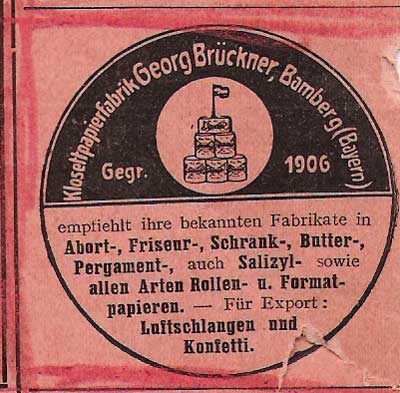 Klosettpapierfabrik Georg Brückner, Bamberg (Bayern)
Gegr. 1906
empfiehlt ihre bekannten Fabrikate in
Abort-, Friseur-, Schrank-, Butter-,
Pergament-, auch Salizyl- sowie
allen Arten Rollen- u. Format-
papieren. — Für Export:
Luftschlangen und
Konfetti.